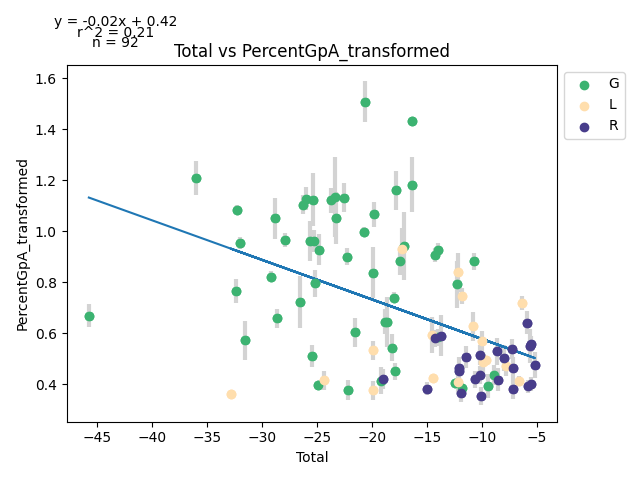 y = -0.02x + 0.42
r^2 = 0.21
n = 92
Total vs PercentGpA_transformed
G
L
R
PercentGpA_transformed
1.6
1.4
1.2
1.0
0.8
0.6
0.4
−45 −40 −35 −30 −25 −20 −15 −10 −5
Total